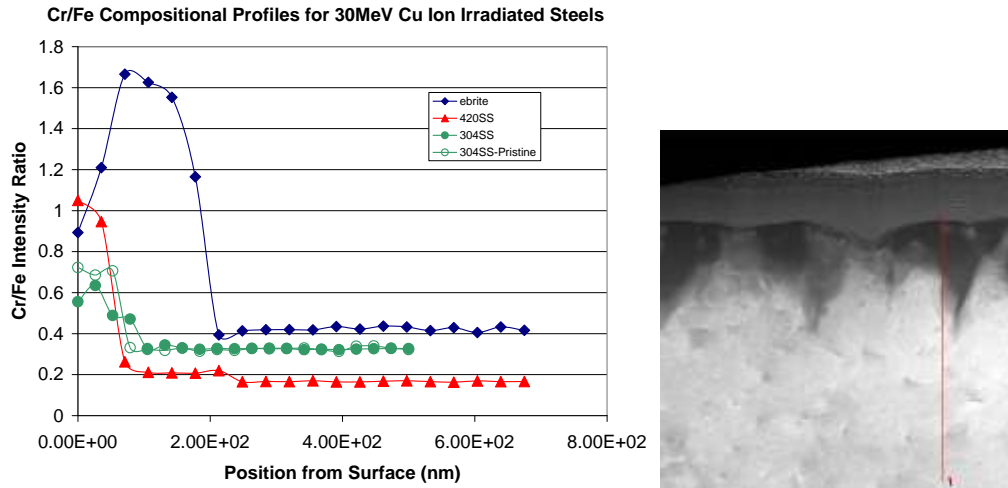 Cr/Fe Compositional Profiles for 30MeV Cu Ion Irradiated Steels
Cr/Fe Intensity Ratio
1.8
1.6
1.4
1.2
1
0.8
0.6
0.4
0.2
0
ebrite
420SS
304SS
304SS-Pristine
0.00E+00 2.00E+02 4.00E+02 6.00E+02 8.00E+02
Position from Surface (nm)